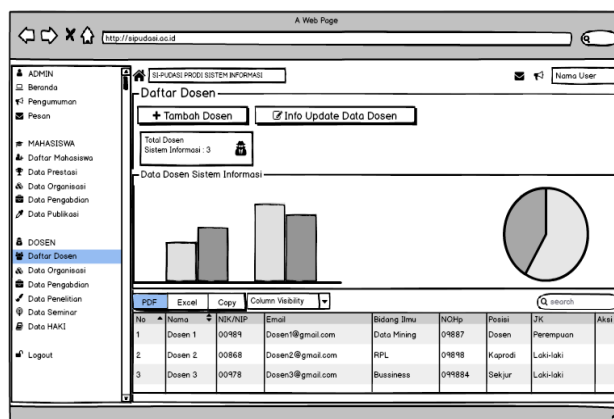 A Web Page
http://sipudasi.ac.id
ADMIN
Beranda
Pengumuman
Pesan
MAHASISWA
Daftar Mahasiswa
Data Prestasi
Data Organisasi
Data Pengabdian
Data Publikasi
DOSEN
Daftar Dosen
Data Organisasi
Data Pengabdian
Data Penelitian
Data Seminar
Data HAKI
Logout
SI-PUDASI PRODI SISTEM INFORMASI
Nama User
Daftar Dosen
+ Tambah Dosen
Info Update Data Dosen
Total Dosen
Sistem Informasi : 3
Data Dosen Sistem Informasi
PDF Excel Copy Column Visibility search
No Nama NIK/NIP Email Bidang Ilmu NO.Hp Posisi JK Aksi
1 Dosen 1 00989 Dosen1@gmail.com Data Mining 09887 Dosen Perempuan
2 Dosen 2 00868 Dosen2@gmail.com RPL 09898 Kaprodi Laki-laki
3 Dosen 3 00978 Dosen3@gmail.com Bussiness 099884 Sekjur Laki-laki